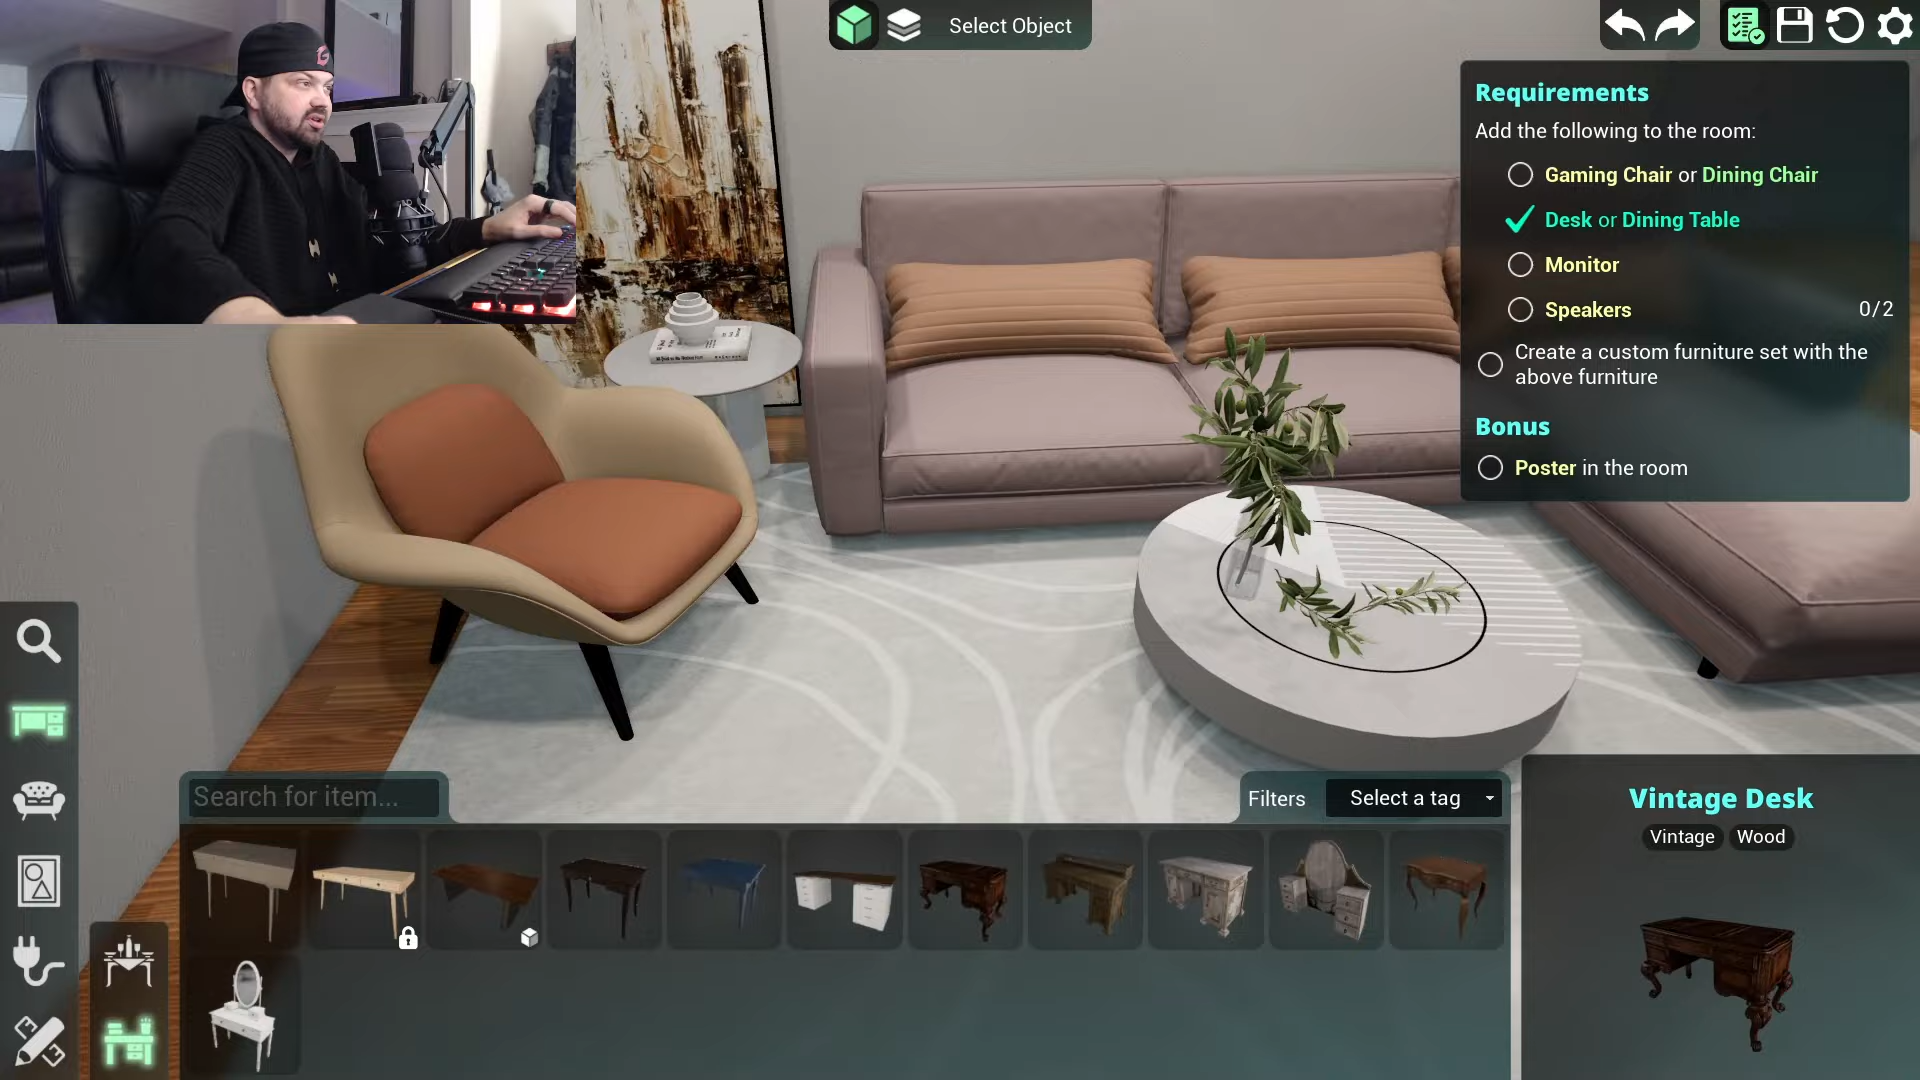 Select Object
Requirements
Add the following to the room:
Gaming Chair or Dining Chair
Desk or Dining Table
Monitor
Speakers 0/2
Create a custom furniture set with the
above furniture
Bonus
Poster in the room
Search for item...
Filters
Select a tag
Vintage Desk
Vintage Wood